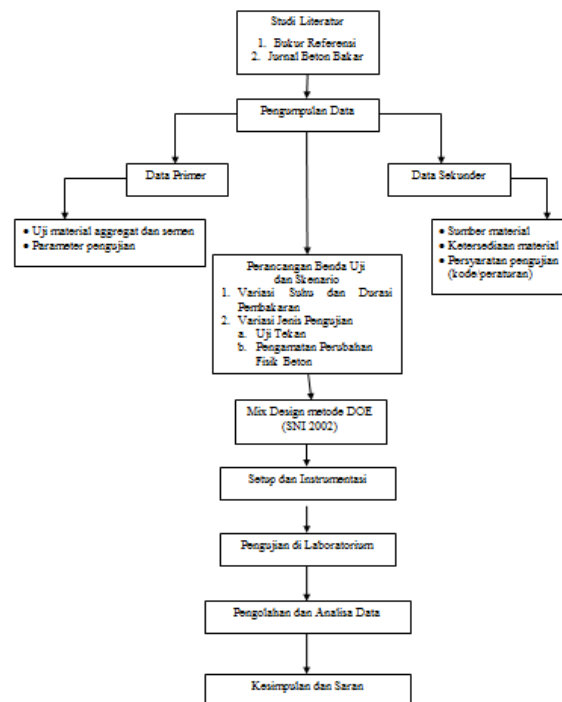 Studi Literatur
1. Bukur Referensi
2. Jurnal Beton Bakar
Pengumpulan Data
Data Primer
Data Sekunder
• Uji material aggregat dan semen
• Parameter pengujian
• Sumber material
• Ketersediaan material
• Persyaratan pengujian
(kode/peraturan)
Perancangan Benda Uji
dan Skenario
1. Variasi Suhu dan Durasi
Pembakaran
2. Variasi Jenis Pengujian
a. Uji Tekan
b. Pengamatan Perubahan
Fisik Beton
Mix Design metode DOE
(SNI 2002)
Setup dan Instrumentasi
Pengujian di Laboratorium
Pengolahan dan Analisa Data
Kesimpulan dan Saran